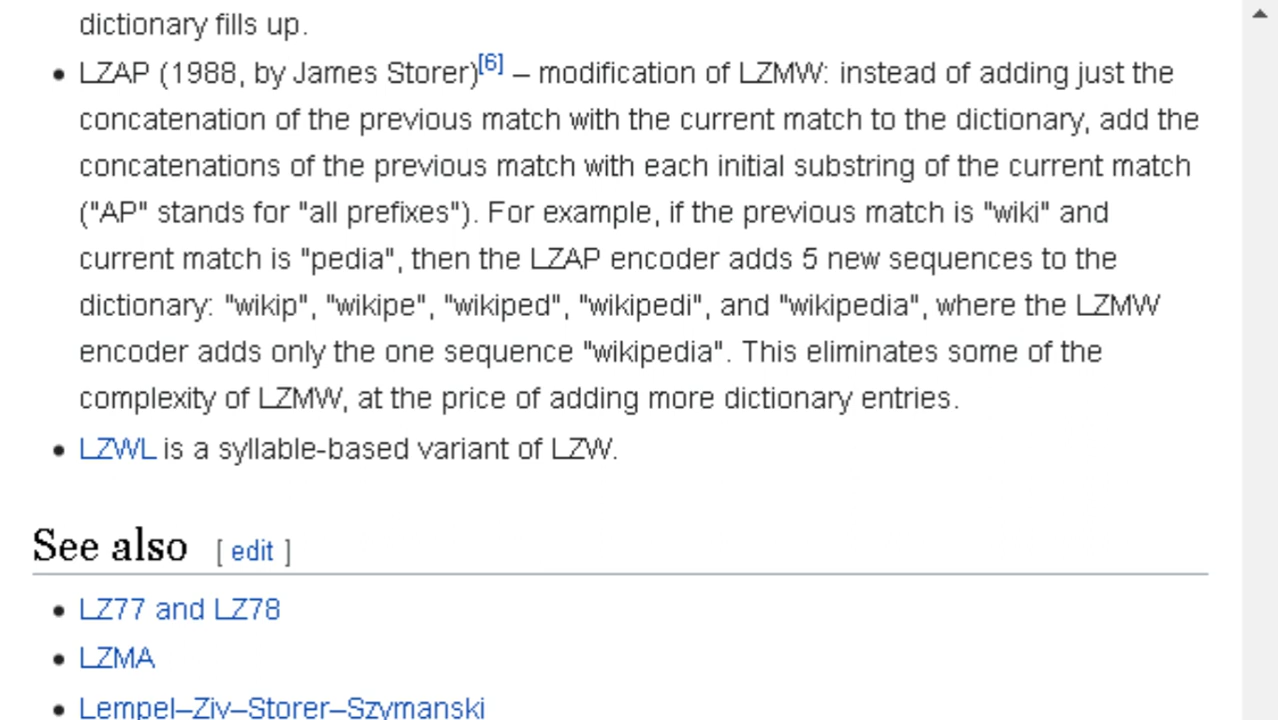 dictionary fills up.
• LZAP (1988, by James Storer)[6] – modification of LZMW: instead of adding just the
concatenation of the previous match with the current match to the dictionary, add the
concatenations of the previous match with each initial substring of the current match
("AP" stands for "all prefixes"). For example, if the previous match is "wiki" and
current match is "pedia", then the LZAP encoder adds 5 new sequences to the
dictionary: "wikip", "wikipe", "wikiped", "wikipedi", and "wikipedia", where the LZMW
encoder adds only the one sequence "wikipedia". This eliminates some of the
complexity of LZMW, at the price of adding more dictionary entries.
• LZWL is a syllable-based variant of LZW.
See also [ edit ]
• LZ77 and LZ78
• LZMA
• Lempel–Ziv–Storer–Szymanski